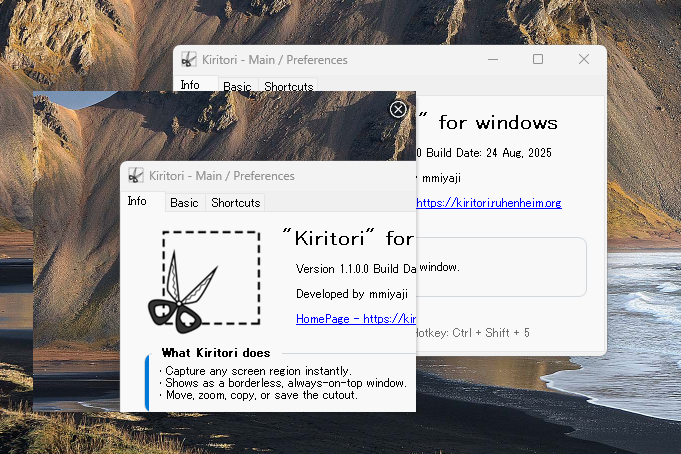 Kiritori - Main / Preferences
Info Basic Shortcuts
" for windows
0 Build Date: 24 Aug, 2025
mmiyaji
https://kiritori.ruhenheim.org
window.
Hotkey: Ctrl + Shift + 5
Kiritori - Main / Preferences
Info Basic Shortcuts
"Kiritori" for
Version 1.1.0.0 Build Da
Developed by mmiyaji
HomePage - https://kiri
What Kiritori does
· Capture any screen region instantly.
· Shows as a borderless, always-on-top window.
· Move, zoom, copy, or save the cutout.